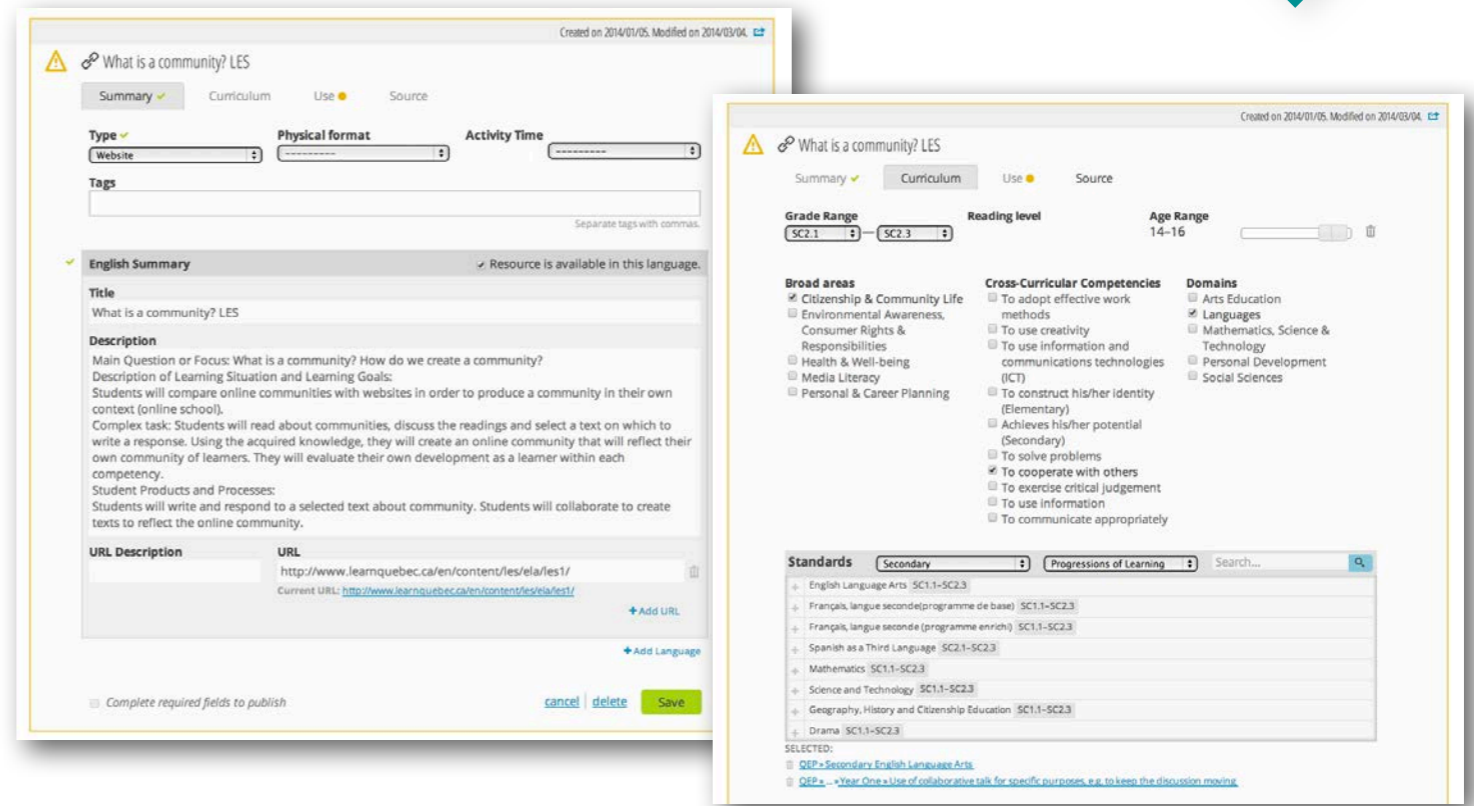 Created on 2014/01/05. Modified on 2014/03/04.
What is a community? LES
Summary Curriculum Use Source
Type Physical format Activity Time
Website --------- ---------
Tags
Separate tags with commas.
English Summary Resource is available in this language.
Title
What is a community? LES
Description
Main Question or Focus: What is a community? How do we create a community?
Description of Learning Situation and Learning Goals:
Students will compare online communities with websites in order to produce a community in their own
context (online school).
Complex task: Students will read about communities, discuss the readings and select a text on which to
write a response. Using the acquired knowledge, they will create an online community that will reflect their
own community of learners. They will evaluate their own development as a learner within each
competency.
Student Products and Processes:
Students will write and respond to a selected text about community. Students will collaborate to create
texts to reflect the online community.
URL Description URL
http://www.learnquebec.ca/en/content/les/ela/les1/
Current URL: http://www.learnquebec.ca/en/content/les/ela/les1/
+ Add URL
+ Add Language
Complete required fields to publish cancel delete Save
Created on 2014/01/05. Modified on 2014/03/04.
What is a community? LES
Summary Curriculum Use Source
Grade Range Reading level Age Range
SC2.1 — SC2.3 14–16
Broad areas
Citizenship & Community Life
Environmental Awareness,
Consumer Rights &
Responsibilities
Health & Well-being
Media Literacy
Personal & Career Planning
Cross-Curricular Competencies
To adopt effective work
methods
To use creativity
To use information and
communications technologies
(ICT)
To construct his/her identity
(Elementary)
Achieves his/her potential
(Secondary)
To solve problems
To cooperate with others
To exercise critical judgement
To use information
To communicate appropriately
Domains
Arts Education
Languages
Mathematics, Science &
Technology
Personal Development
Social Sciences
Standards Secondary Progressions of Learning Search...
+ English Language Arts SC1.1–SC2.3
+ Français, langue seconde(programme de base) SC1.1–SC2.3
+ Français, langue seconde (programme enrichi) SC1.1–SC2.3
+ Spanish as a Third Language SC2.1–SC2.3
+ Mathematics SC1.1–SC2.3
+ Science and Technology SC1.1–SC2.3
+ Geography, History and Citizenship Education SC1.1–SC2.3
+ Drama SC1.1–SC2.3
SELECTED:
QEP » Secondary English Language Arts
QEP » ... » Year One » Use of collaborative talk for specific purposes, e.g. to keep the discussion moving.